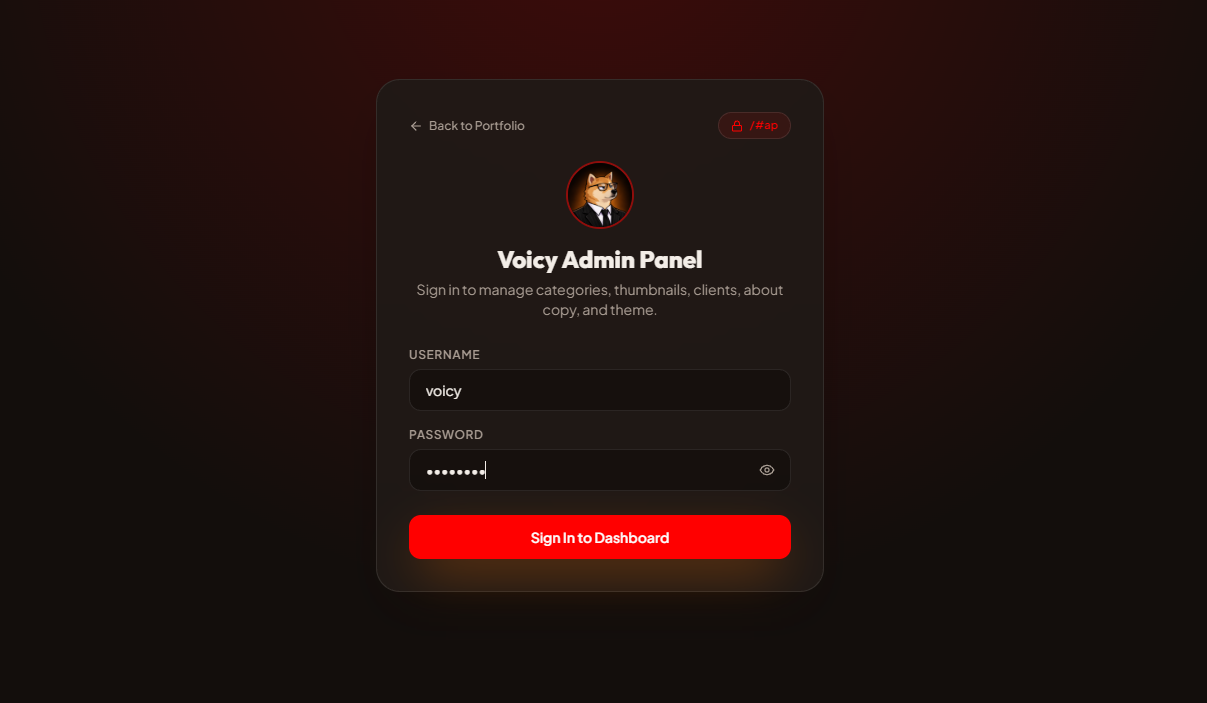 Back to Portfolio
/#ap
Voicy Admin Panel
Sign in to manage categories, thumbnails, clients, about
copy, and theme.
USERNAME
voicy
PASSWORD
••••••••
Sign In to Dashboard